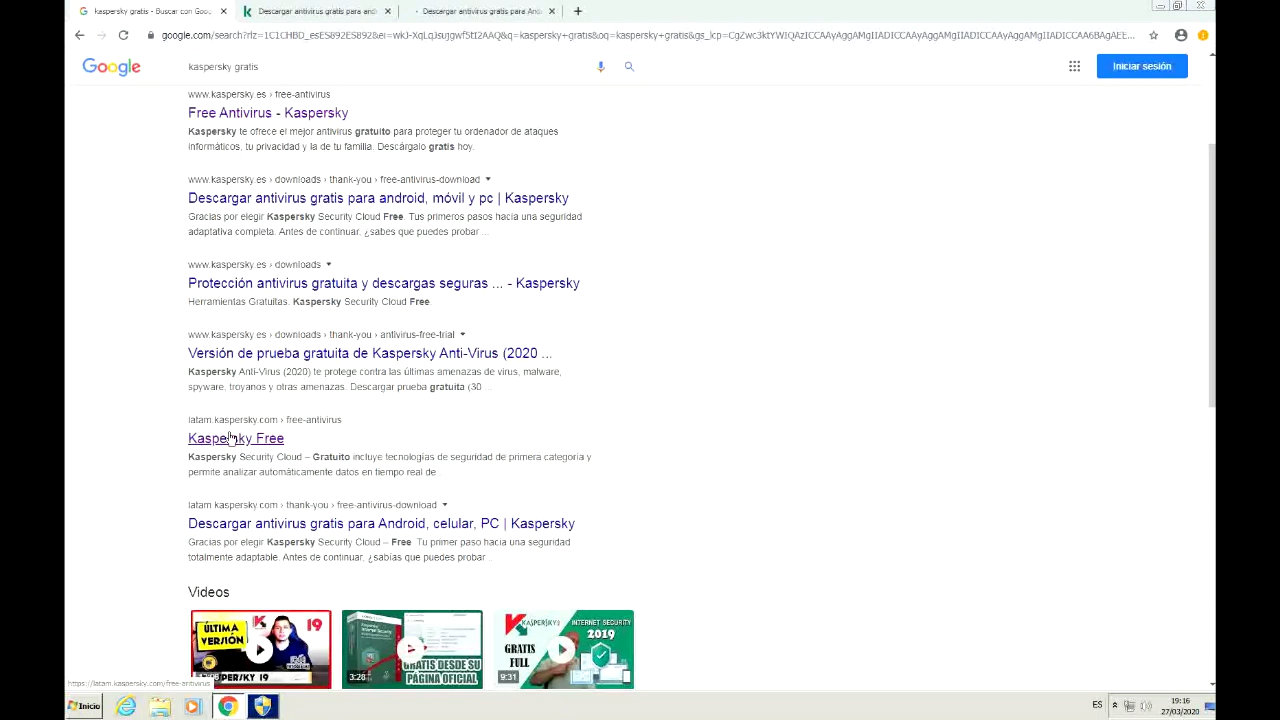 kaspersky gratis - Buscar con Goo
Descargar antivirus gratis para and
Descargar antivirus gratis para And
google.com/search?rlz=1C1CHBD_esES892ES892&ei=
Google
kaspersky gratis
Iniciar sesión
www.kaspersky.es › free-antivirus
Free Antivirus - Kaspersky
Kaspersky te ofrece el mejor antivirus gratuito para proteger tu ordenador de ataques
informáticos, tu privacidad y la de tu familia. Descárgalo gratis hoy.
www.kaspersky.es › downloads › thank-you › free-antivirus-download
Descargar antivirus gratis para android, móvil y pc | Kaspersky
Gracias por elegir Kaspersky Security Cloud Free. Tus primeros pasos hacia una seguridad
adaptativa completa. Antes de continuar, ¿sabes que puedes probar ...
www.kaspersky.es › downloads
Protección antivirus gratuita y descargas seguras ... - Kaspersky
Herramientas Gratuitas. Kaspersky Security Cloud Free
www.kaspersky.es › downloads › thank-you › antivirus-free-trial
Versión de prueba gratuita de Kaspersky Anti-Virus (2020 ...
Kaspersky Anti-Virus (2020) te protege contra las últimas amenazas de virus, malware,
spyware, troyanos y otras amenazas. Descargar prueba gratuita (30 ...
latam.kaspersky.com › free-antivirus
Kaspersky Free
Kaspersky Security Cloud – Gratuito incluye tecnologías de seguridad de primera categoría y
permite analizar automáticamente datos en tiempo real de ...
latam.kaspersky.com › thank-you › free-antivirus-download
Descargar antivirus gratis para Android, celular, PC | Kaspersky
Gracias por elegir Kaspersky Security Cloud – Free. Tu primer paso hacia una seguridad
totalmente adaptable. Antes de continuar, ¿sabías que puedes probar ...
Videos
ÚLTIMA
VERSIÓN
19
PERSKY 19
GRATIS DESDE SU
PÁGINA OFICIAL
3:28
KASPERSKY
INTERNET SECURITY
2019
GRATIS
FULL
9:31
https://latam.kaspersky.com/free-antivirus
Inicio
ES
19:16
27/03/2020